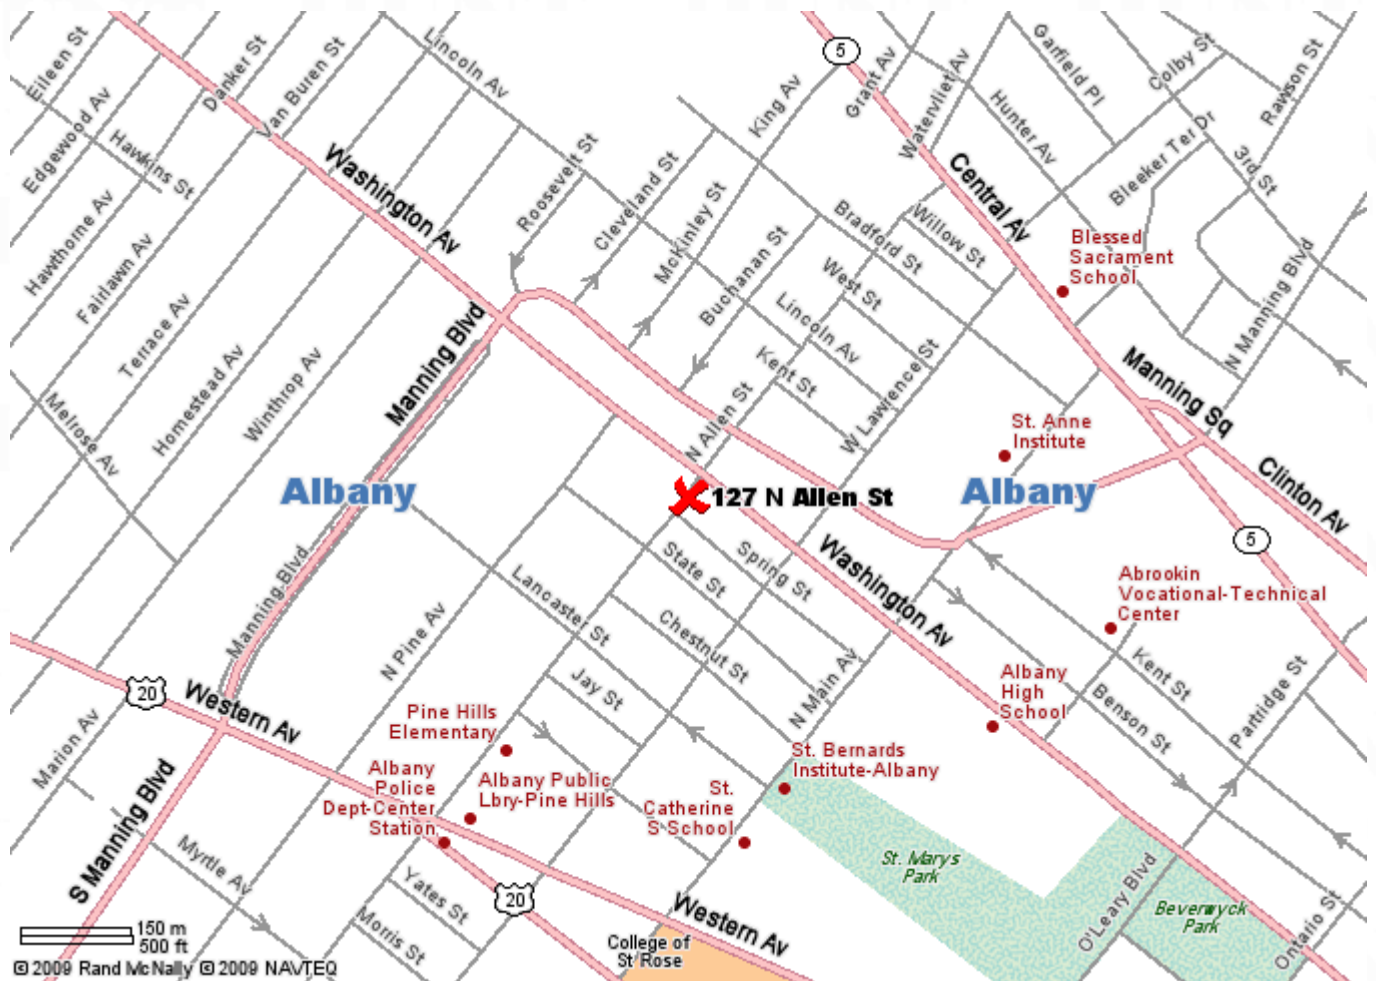 Eileen St
Danker St
Van Buren St
Lincoln Av
5
Grant Av
Watervliet Av
Garfield Pl
Colby St
Rawson St
Edgewood Av
Hawkins St
King Av
Hunter Av
Bleeker Ter Dr
3rd St
Washington Av
Roosevelt St
Cleveland St
McKinley St
Buchanan St
Bradford St
Willow St
Central Av
Hawthorne Av
Fairlawn Av
Terrace Av
Homestead Av
Winthrop Av
Melrose Av
Manning Blvd
West St
Lincoln Av
Kent St
Blessed
Sacrament
School
N Manning Blvd
Manning Sq
N Allen St
W Lawrence St
St. Anne
Institute
Clinton Av
Albany
127 N Allen St
Albany
5
Manning Blvd
Lancaster St
State St
Spring St
Washington Av
Abrookin
Vocational-Technical
Center
N Pine Av
Chestnut St
Jay St
N Main Av
Albany
High
School
Kent St
Benson St
Partridge St
20
Western Av
Marion Av
Pine Hills
Elementary
St. Bernards
Institute-Albany
Albany
Police
Dept-Center
Station
Albany Public
Lbry-Pine Hills
St.
Catherine
S School
S Manning Blvd
Myrtle Av
Yates St
Morris St
20
Western Av
St. Marys
Park
O'Leary Blvd
Beverwyck
Park
Ontario St
College of
St Rose
150 m
500 ft
© 2009 Rand McNally © 2009 NAVTEQ